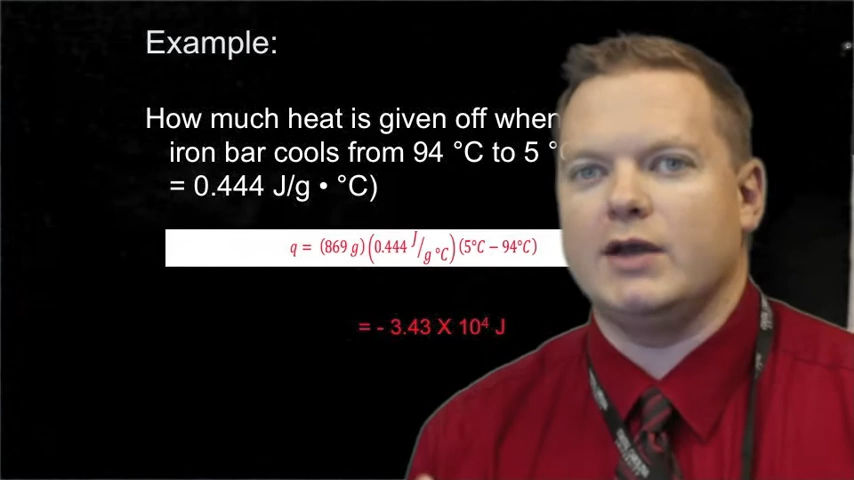 Example:
How much heat is given off when
iron bar cools from 94 °C to 5
= 0.444 J/g • °C)
q = (869 g)(0.444 J/g °C)(5°C − 94°C)
= - 3.43 X 10⁴ J